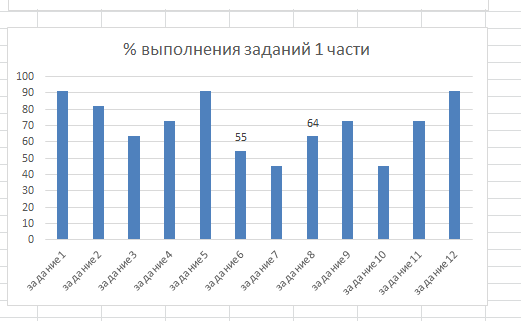 % выполнения заданий 1 части
100
90
80
70
60
50
40
30
20
10
0
55
64
задание1
задание2
задание3
задание4
задание5
задание6
задание7
задание8
задание9
задание10
задание11
задание12